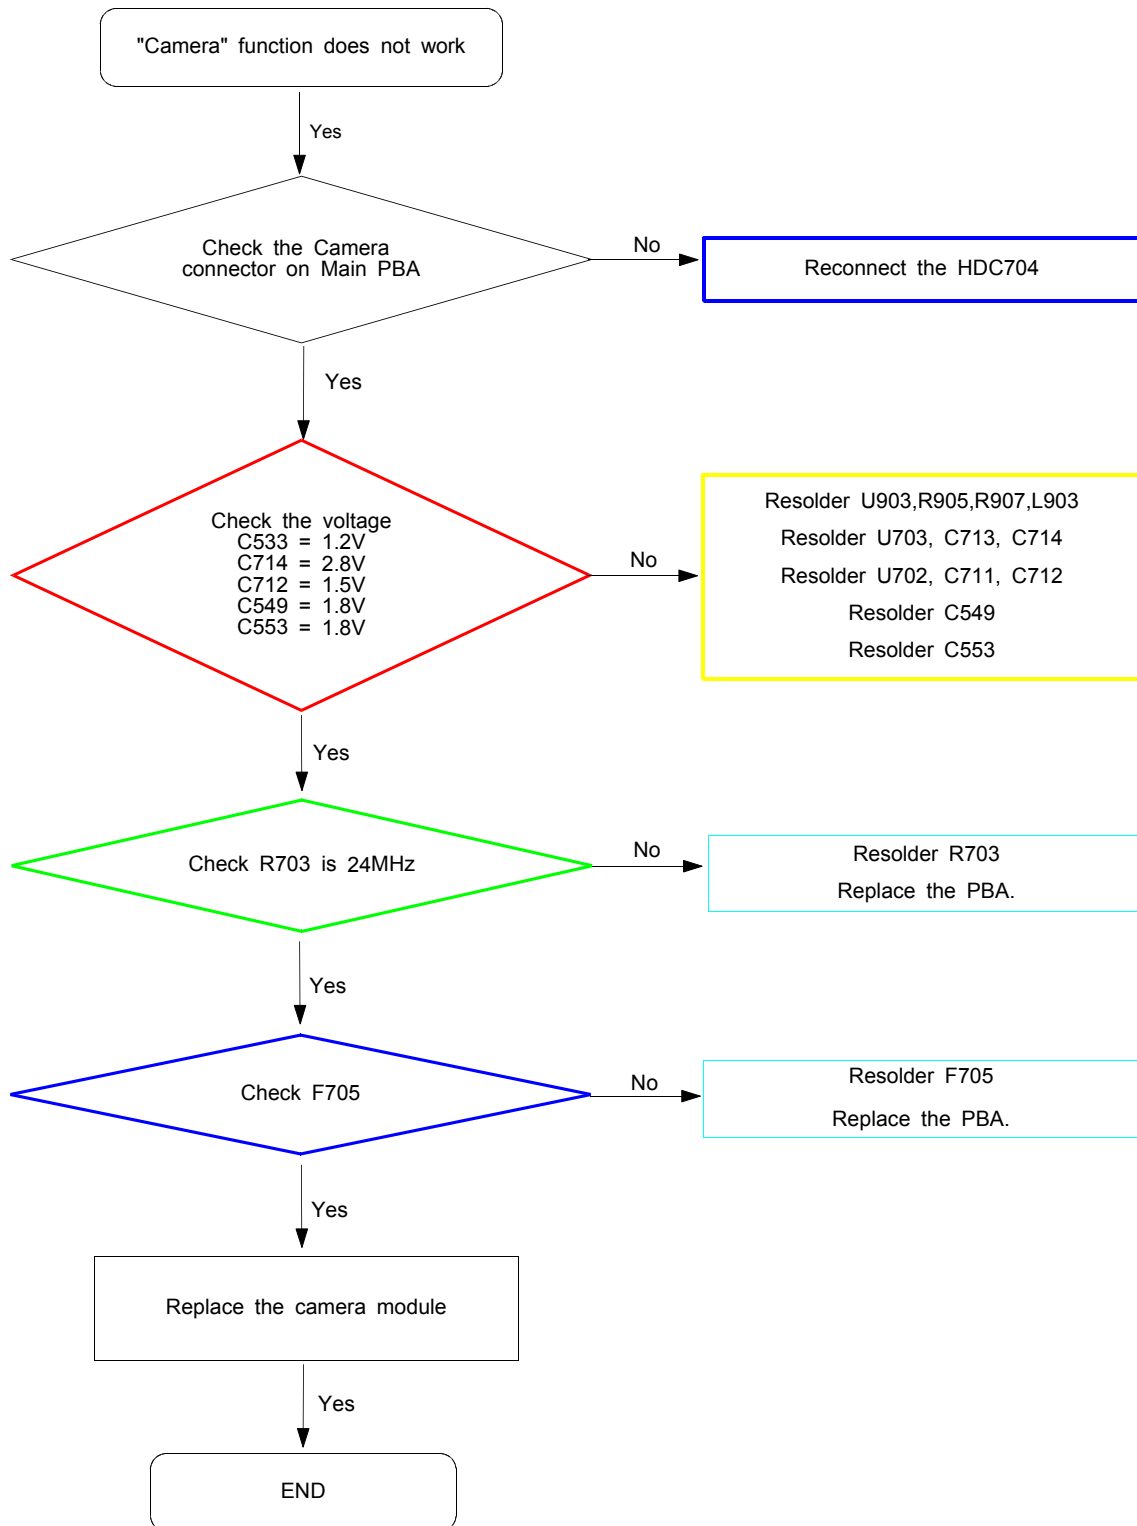 "Camera" function does not work
Yes
Check the Camera
connector on Main PBA
No
Reconnect the HDC704
Yes
Check the voltage
C533 = 1.2V
C714 = 2.8V
C712 = 1.5V
C549 = 1.8V
C553 = 1.8V
No
Resolder U903,R905,R907,L903
Resolder U703, C713, C714
Resolder U702, C711, C712
Resolder C549
Resolder C553
Yes
Check R703 is 24MHz
No
Resolder R703
Replace the PBA.
Yes
Check F705
No
Resolder F705
Replace the PBA.
Yes
Replace the camera module
Yes
END